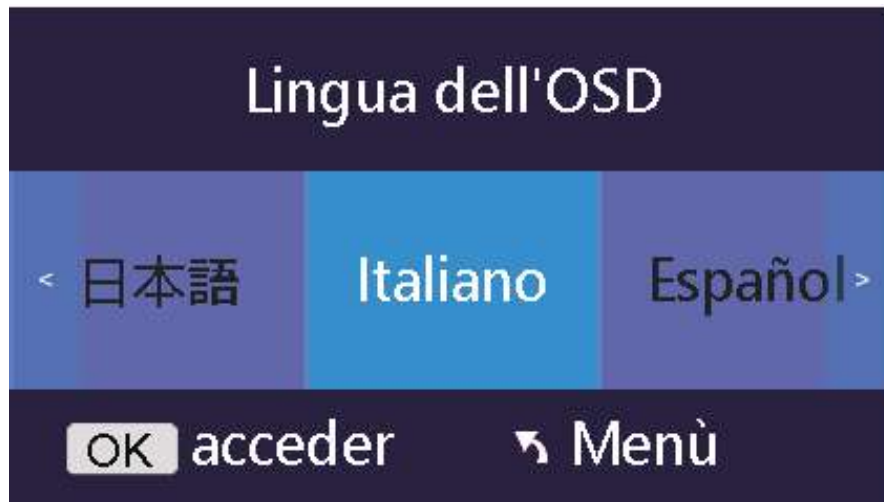 Lingua dell'OSD
< 日本語 Italiano Español >
OK acceder Menù